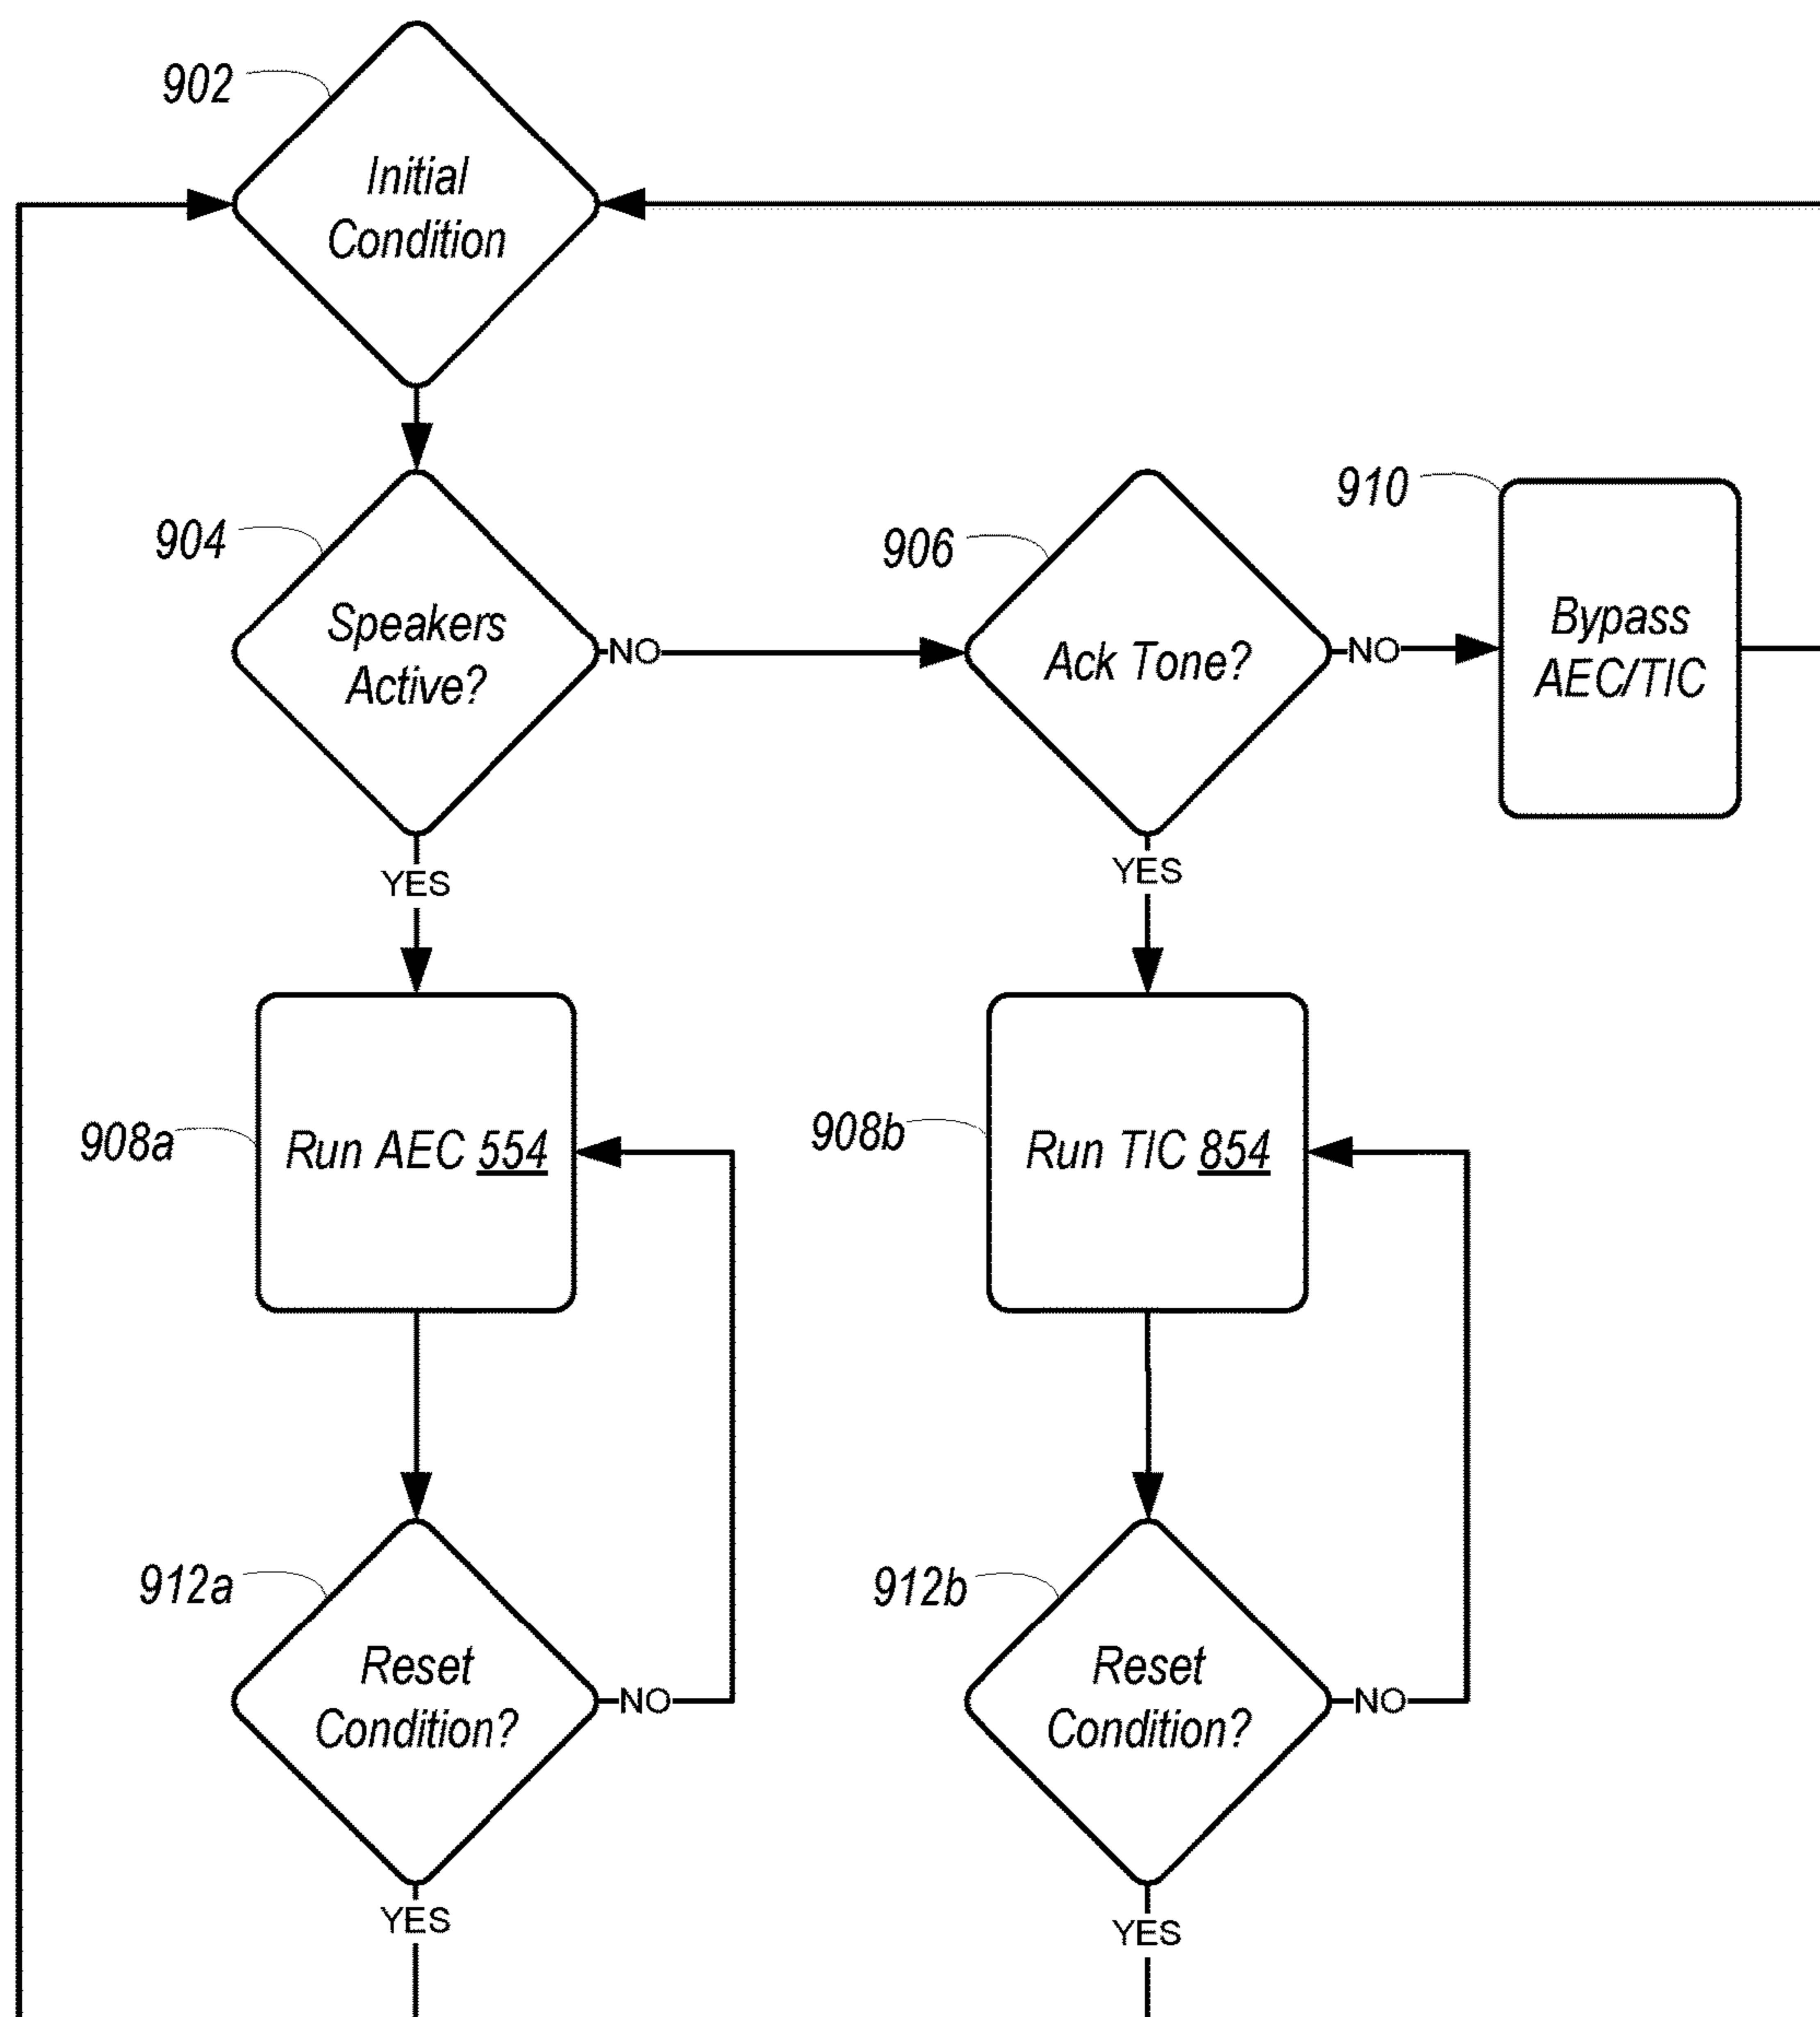 902
Initial
Condition
904
Speakers
Active?
NO
906
Ack Tone?
NO
910
Bypass
AEC/TIC
YES
YES
908a
Run AEC 554
908b
Run TIC 854
912a
Reset
Condition?
NO
912b
Reset
Condition?
NO
YES
YES